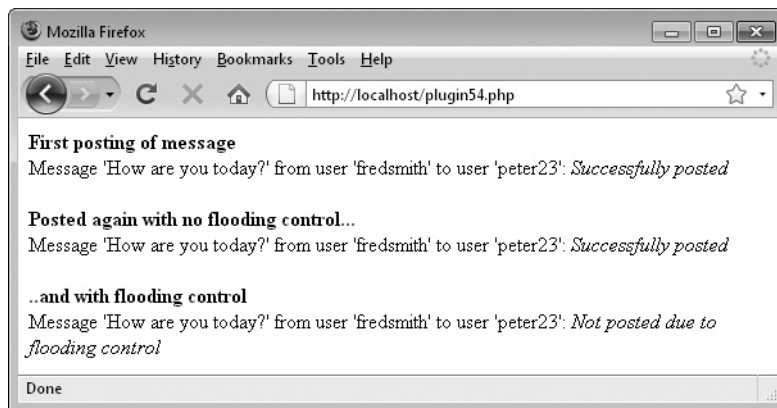 Mozilla Firefox
File Edit View History Bookmarks Tools Help
http://localhost/plugin54.php
First posting of message
Message 'How are you today?' from user 'fredsmith' to user 'peter23': Successfully posted
Posted again with no flooding control...
Message 'How are you today?' from user 'fredsmith' to user 'peter23': Successfully posted
..and with flooding control
Message 'How are you today?' from user 'fredsmith' to user 'peter23': Not posted due to
flooding control
Done